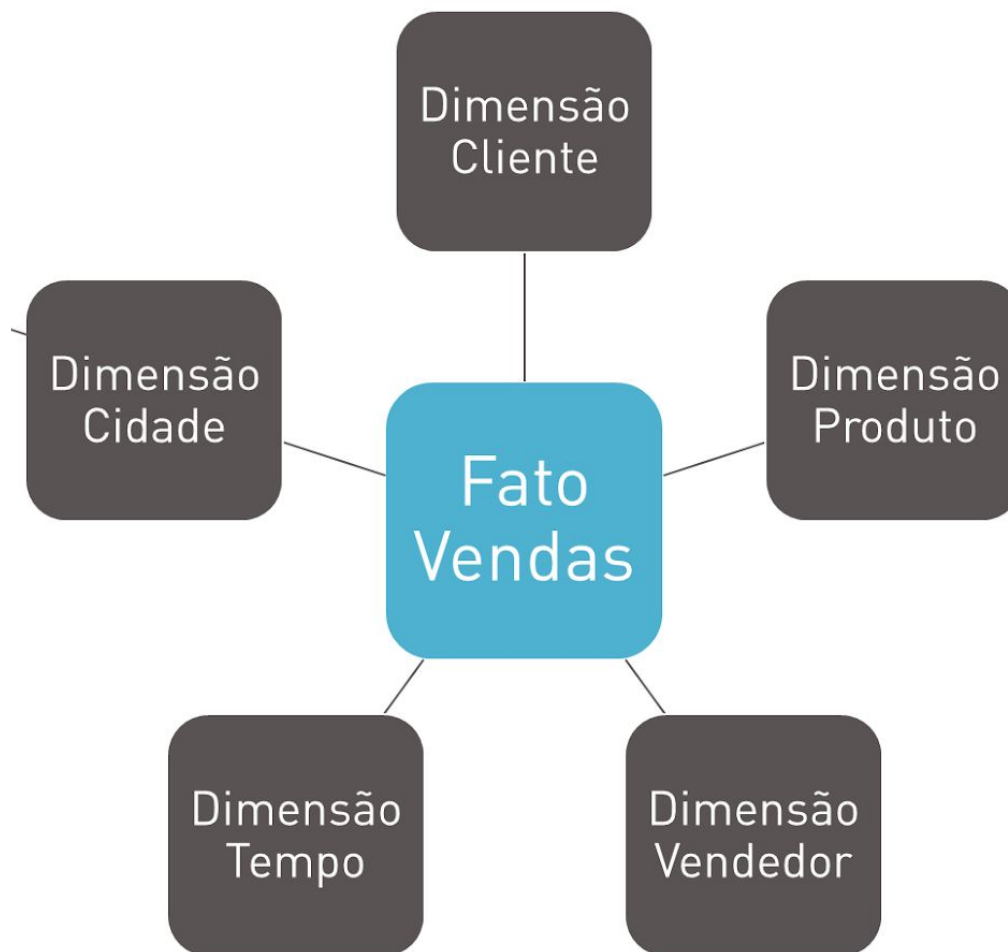 Dimensão
Cliente
Dimensão
Cidade
Dimensão
Produto
Fato
Vendas
Dimensão
Tempo
Dimensão
Vendedor